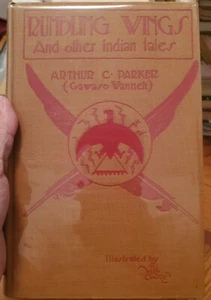 RUMBLING WINGS
And other Indian tales
ARTHUR C. PARKER
(Gawaso Wanneh)
Illustrated by